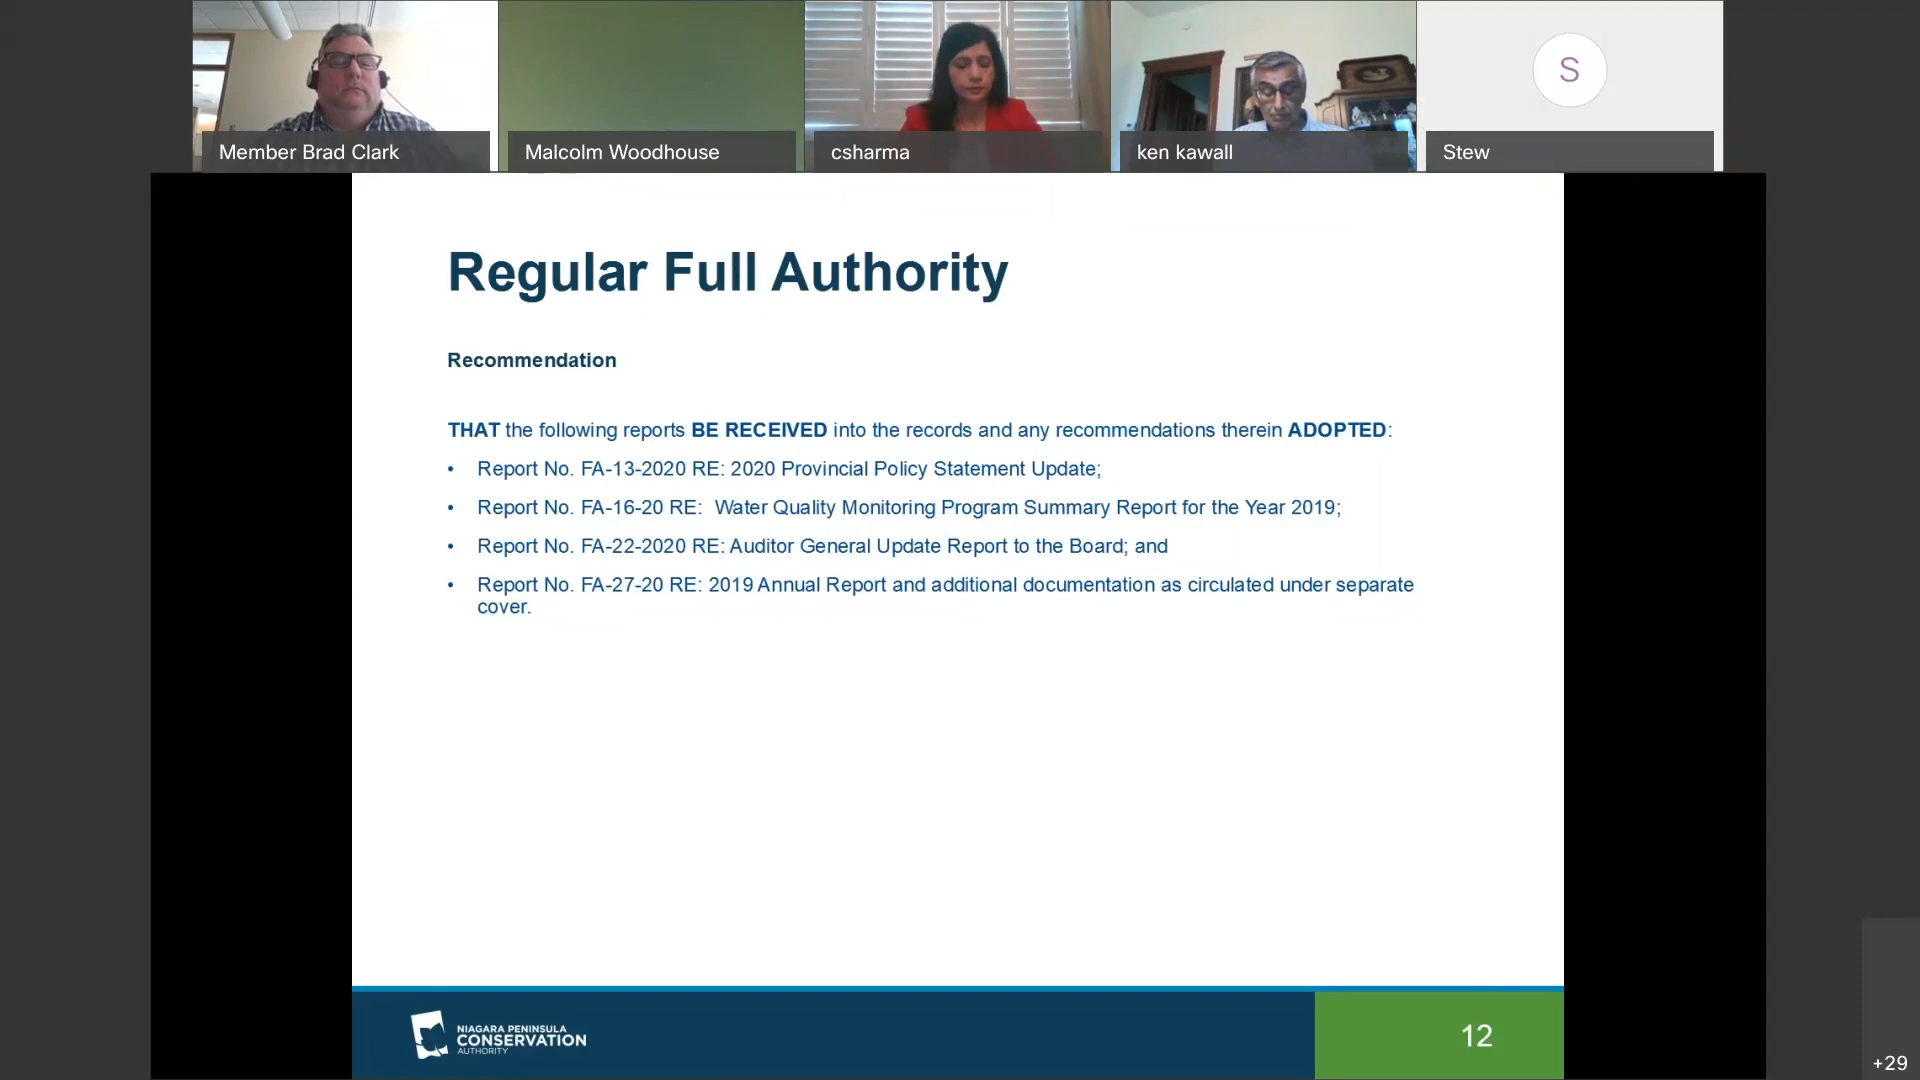 S
Member Brad Clark
Malcolm Woodhouse
csharma
ken kawall
Stew
Regular Full Authority
Recommendation
THAT the following reports BE RECEIVED into the records and any recommendations therein ADOPTED:
• Report No. FA-13-2020 RE: 2020 Provincial Policy Statement Update;
• Report No. FA-16-20 RE:  Water Quality Monitoring Program Summary Report for the Year 2019;
• Report No. FA-22-2020 RE: Auditor General Update Report to the Board; and
• Report No. FA-27-20 RE: 2019 Annual Report and additional documentation as circulated under separate
cover.
NIAGARA PENINSULA
CONSERVATION
AUTHORITY
12
+29